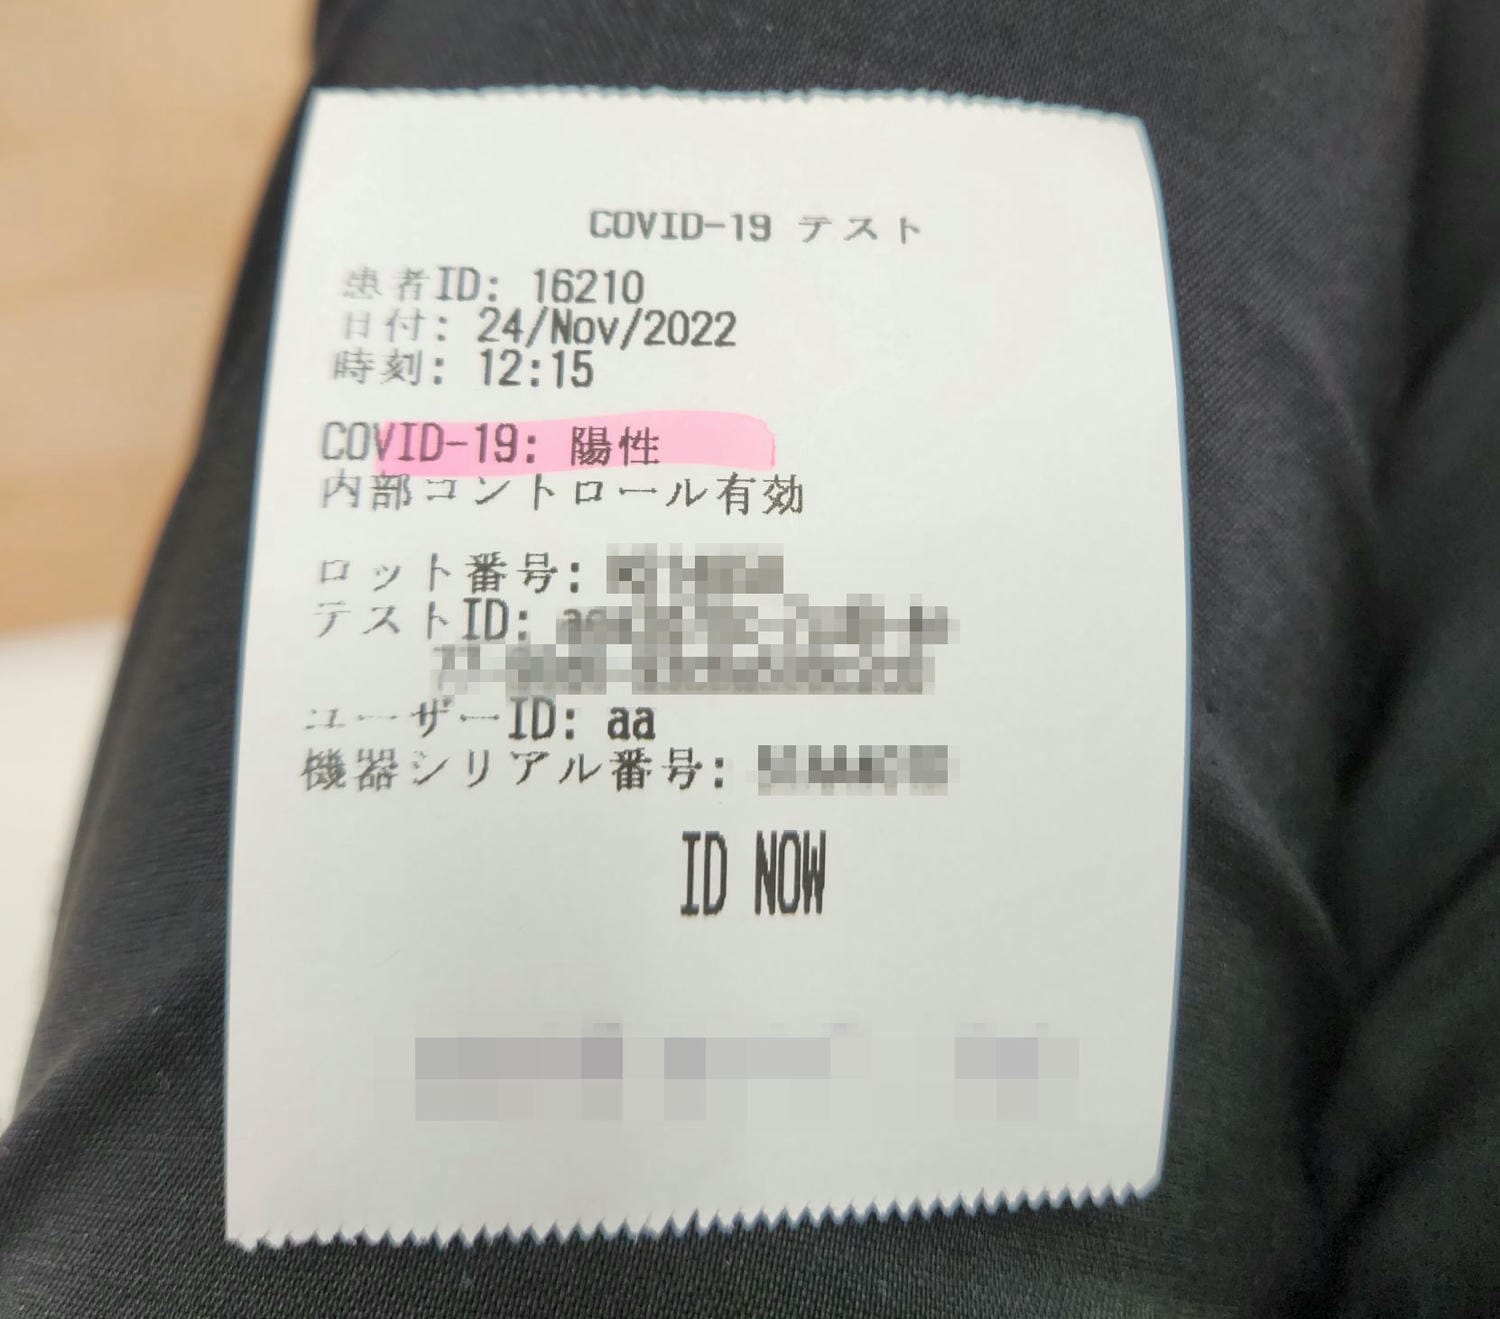 COVID-19 テスト
患者ID: 16210
日付: 24/Nov/2022
時刻: 12:15
COVID-19: 陽性
内部コントロール有効
ロット番号:
テストID:
ユーザーID: aa
機器シリアル番号:
ID NOW